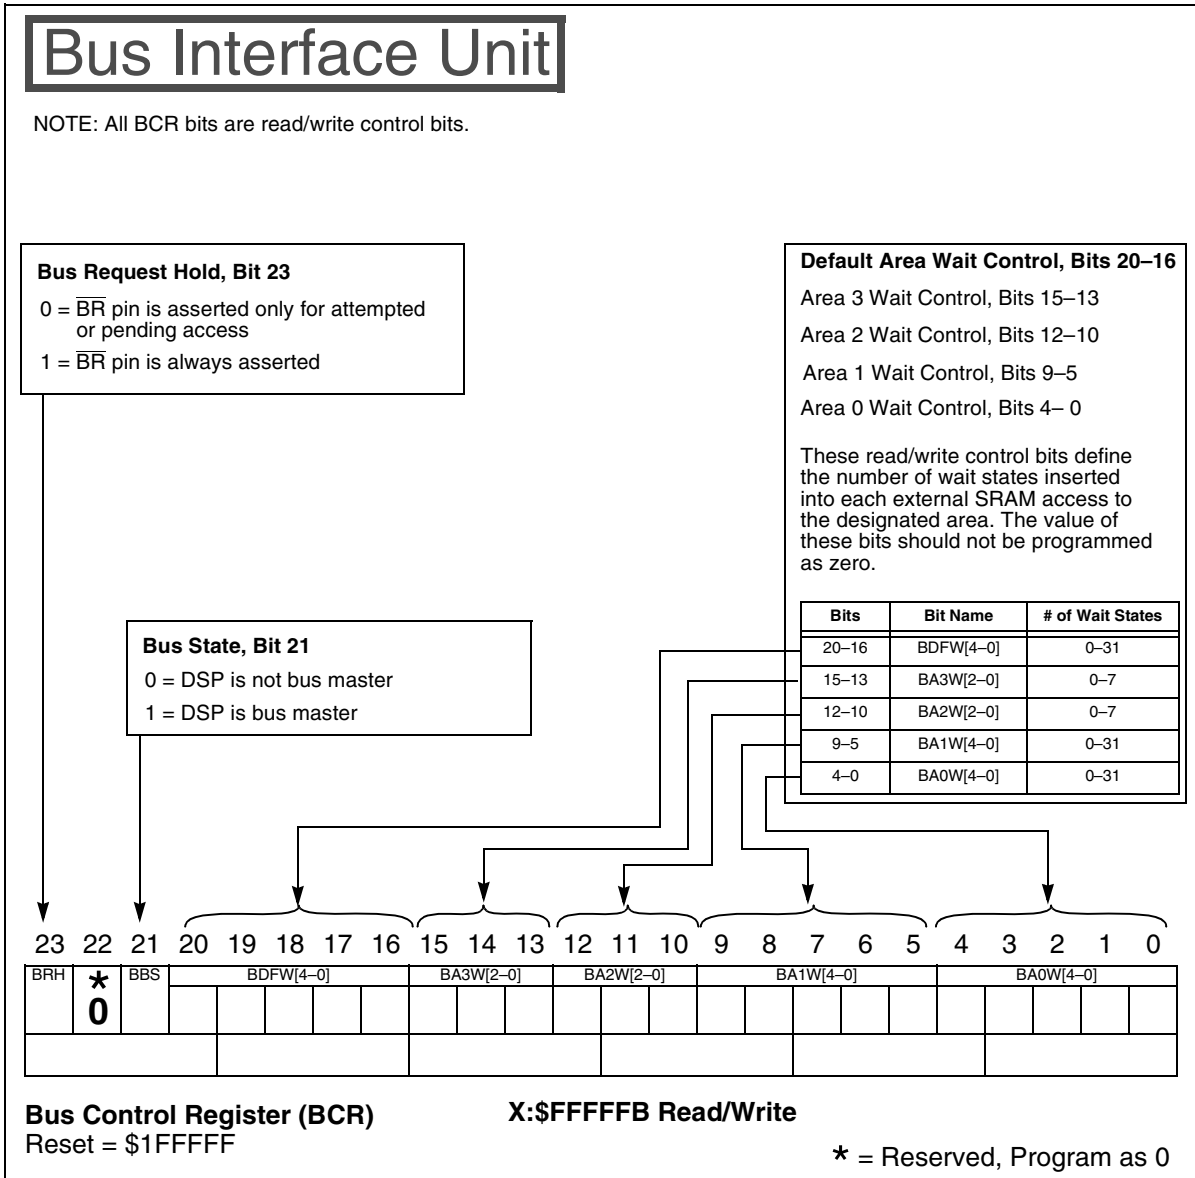 Bus Interface Unit
NOTE: All BCR bits are read/write control bits.
Bus Request Hold, Bit 23
0 = B̅R̅ pin is asserted only for attempted
or pending access
1 = B̅R̅ pin is always asserted
Default Area Wait Control, Bits 20–16
Area 3 Wait Control, Bits 15–13
Area 2 Wait Control, Bits 12–10
Area 1 Wait Control, Bits 9–5
Area 0 Wait Control, Bits 4– 0
These read/write control bits define
the number of wait states inserted
into each external SRAM access to
the designated area. The value of
these bits should not be programmed
as zero.
Bits Bit Name # of Wait States
20–16 BDFW[4–0] 0–31
15–13 BA3W[2–0] 0–7
12–10 BA2W[2–0] 0–7
9–5 BA1W[4–0] 0–31
4–0 BA0W[4–0] 0–31
Bus State, Bit 21
0 = DSP is not bus master
1 = DSP is bus master
23 22 21 20 19 18 17 16 15 14 13 12 11 10 9 8 7 6 5 4 3 2 1 0
BRH * BBS BDFW[4–0] BA3W[2–0] BA2W[2–0] BA1W[4–0] BA0W[4–0]
0
Bus Control Register (BCR) X:$FFFFFB Read/Write
Reset = $1FFFFF
* = Reserved, Program as 0